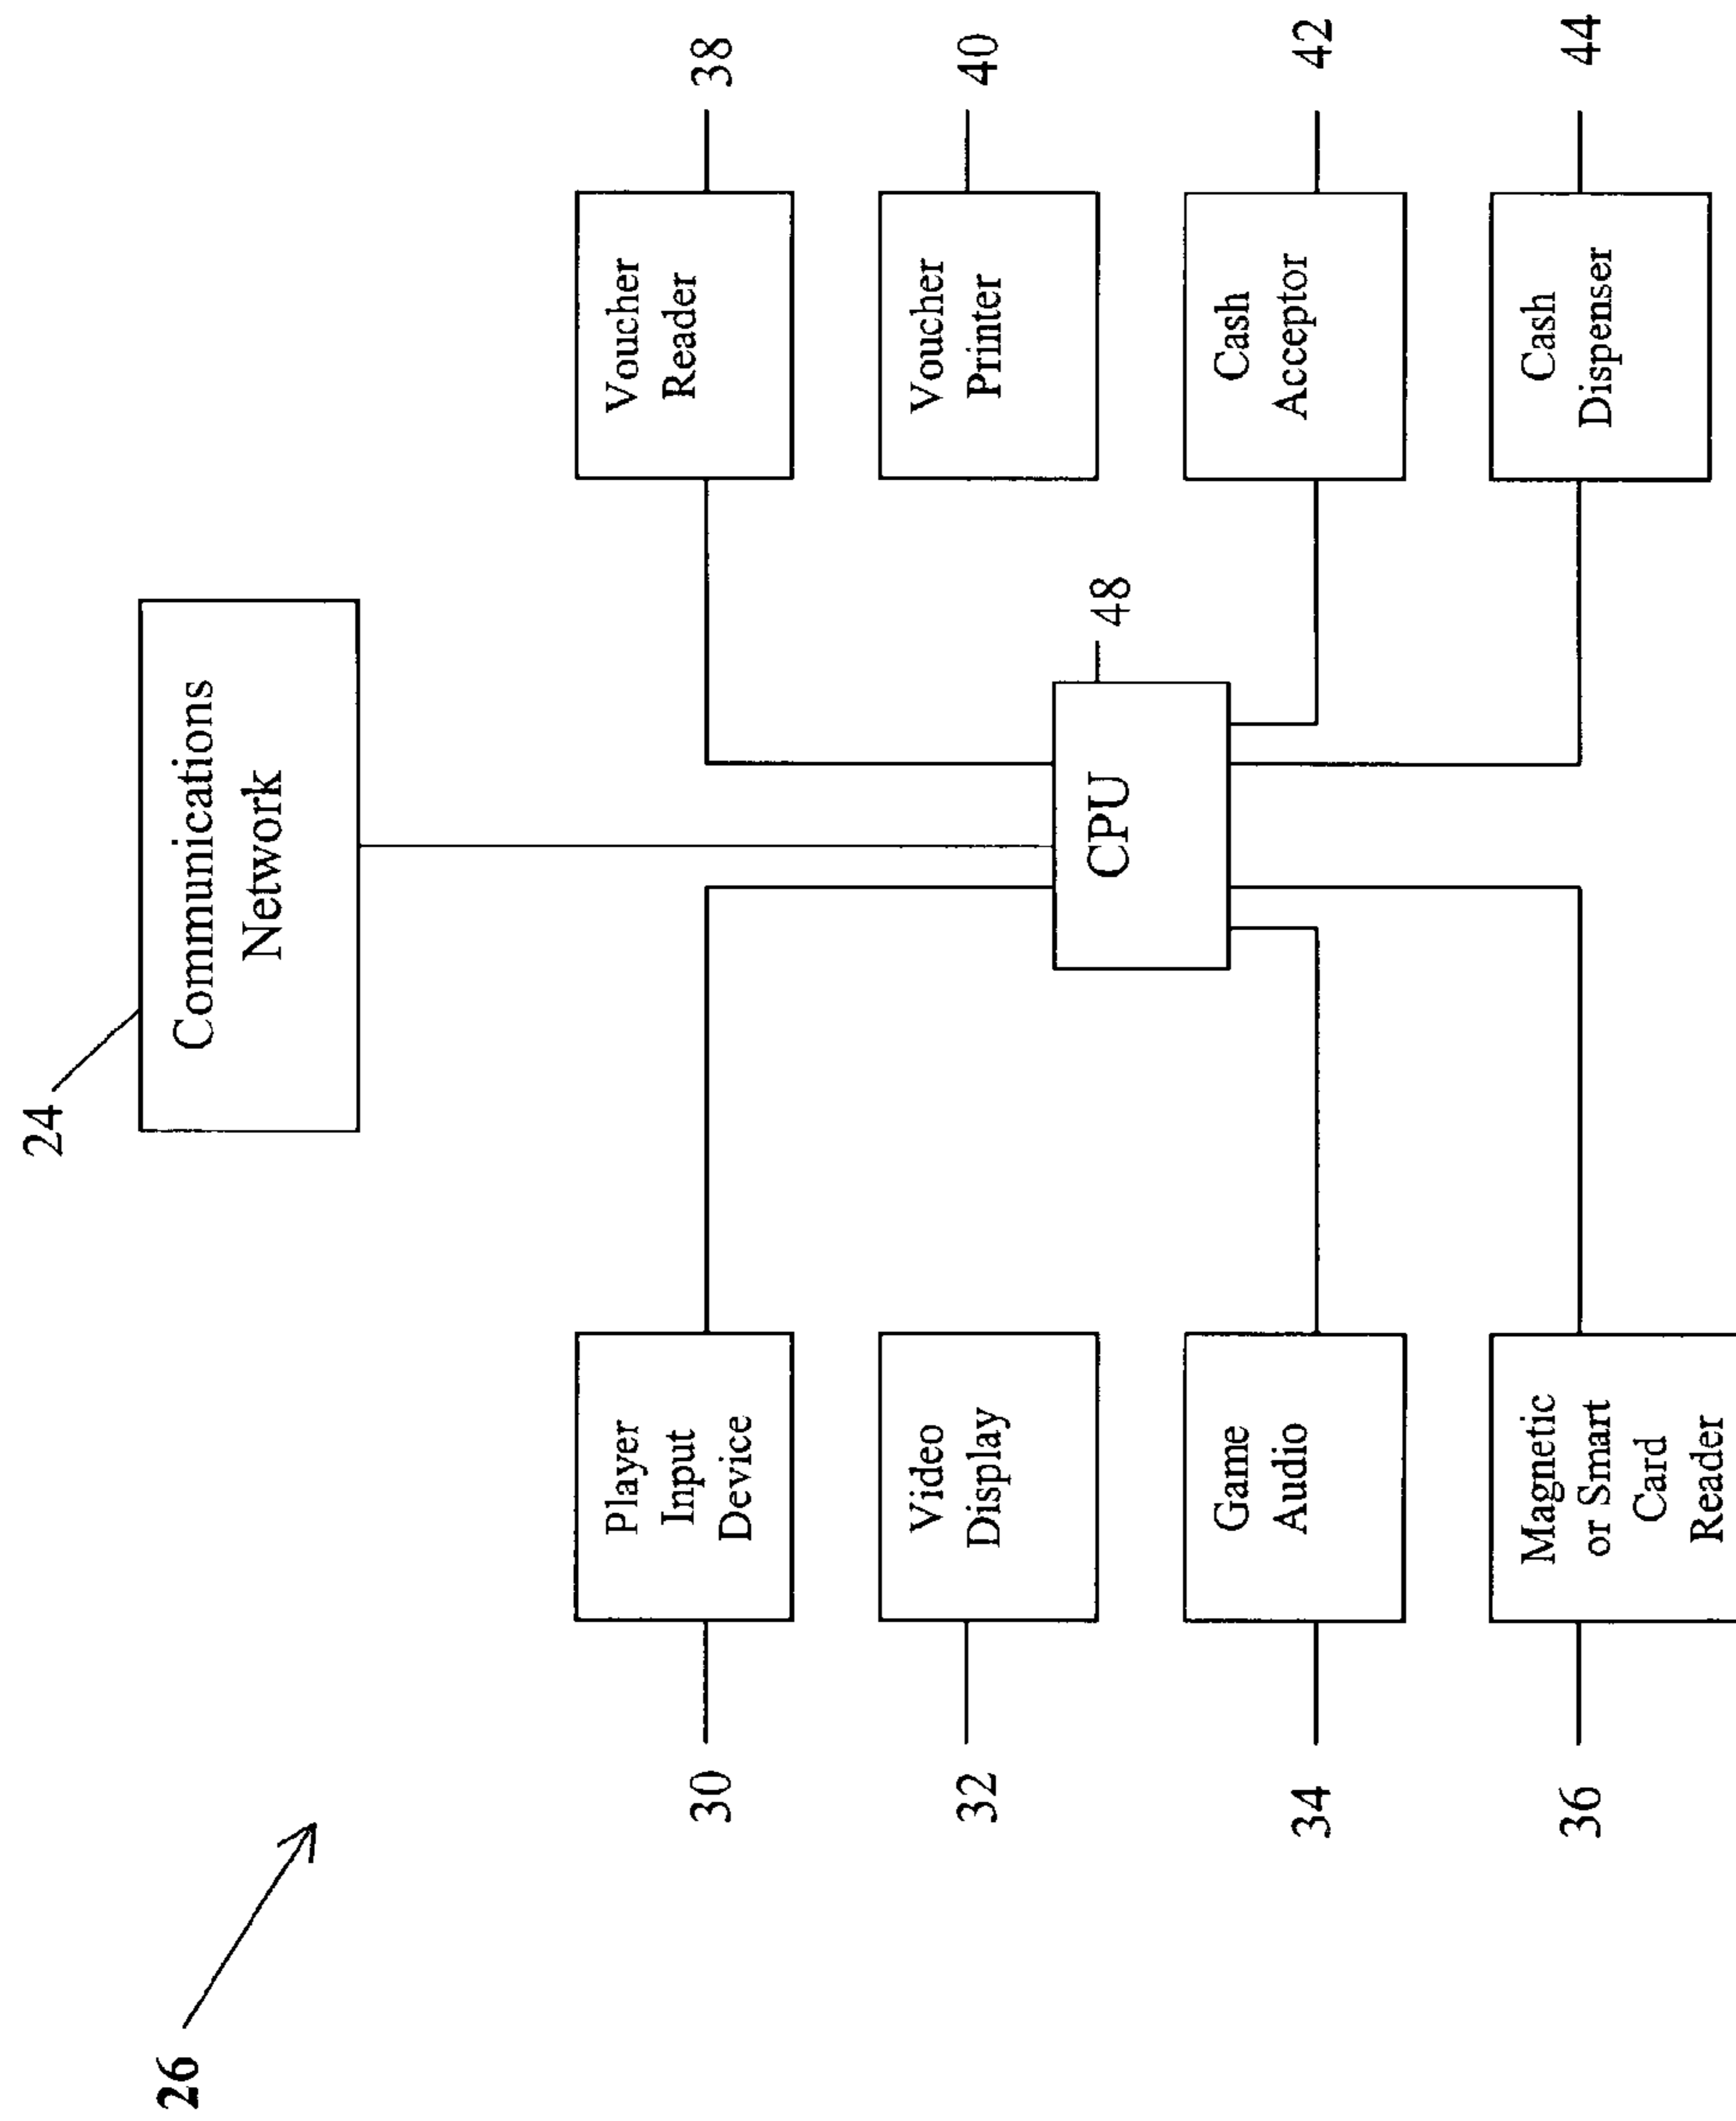 24
Communications
Network
26
30
Player
Input
Device
Voucher
Reader
38
32
Video
Display
Voucher
Printer
40
CPU
48
34
Game
Audio
Cash
Acceptor
42
36
Magnetic
or Smart
Card
Reader
Cash
Dispenser
44